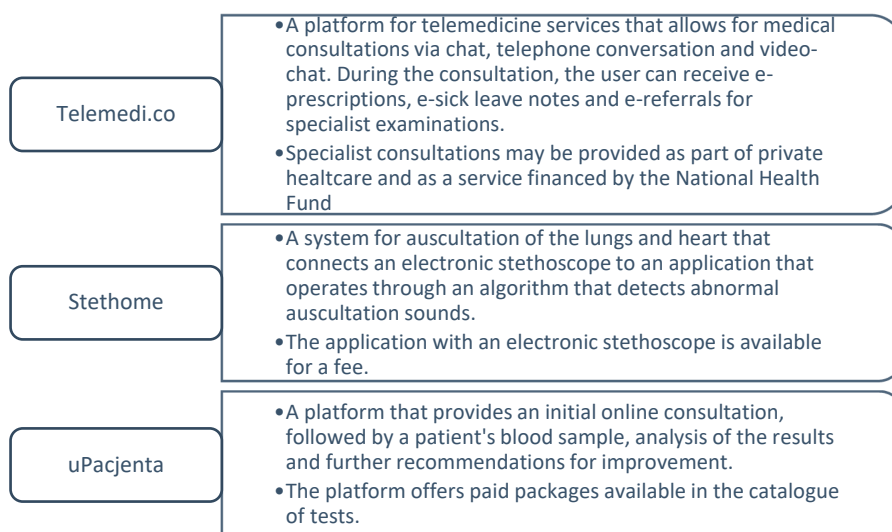 Telemedi.co
•A platform for telemedicine services that allows for medical
consultations via chat, telephone conversation and video-
chat. During the consultation, the user can receive e-
prescriptions, e-sick leave notes and e-referrals for
specialist examinations.
•Specialist consultations may be provided as part of private
healtcare and as a service financed by the National Health
Fund
Stethome
•A system for auscultation of the lungs and heart that
connects an electronic stethoscope to an application that
operates through an algorithm that detects abnormal
auscultation sounds.
•The application with an electronic stethoscope is available
for a fee.
uPacjenta
•A platform that provides an initial online consultation,
followed by a patient's blood sample, analysis of the results
and further recommendations for improvement.
•The platform offers paid packages available in the catalogue
of tests.